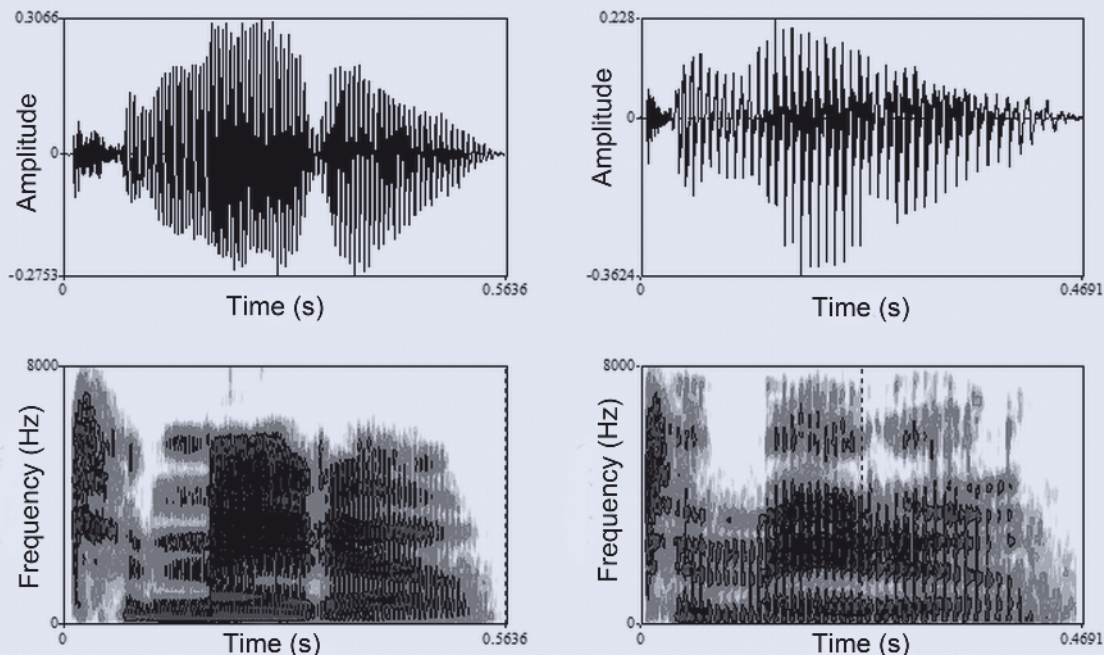 0.3066
Amplitude
0
-0.2753
0
Time (s)
0.5636
0.228
Amplitude
0
-0.3624
0
Time (s)
0.4691
8000
Frequency (Hz)
0
0
Time (s)
0.5636
8000
Frequency (Hz)
0
0
Time (s)
0.4691